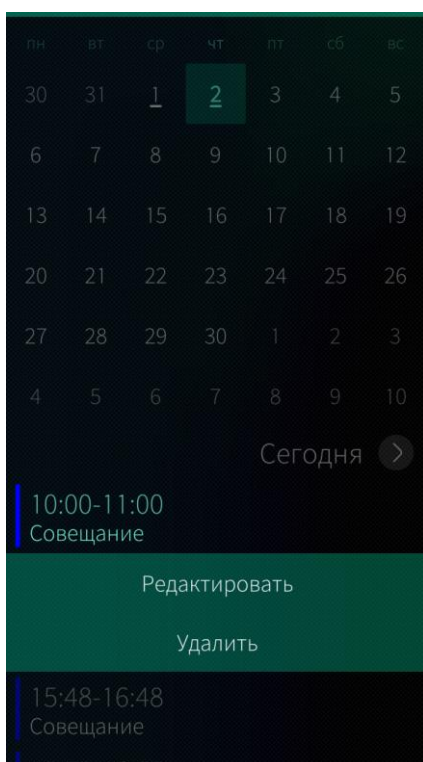 пн вт ср чт пт сб вс
30 31 1 2 3 4 5
6 7 8 9 10 11 12
13 14 15 16 17 18 19
20 21 22 23 24 25 26
27 28 29 30 1 2 3
4 5 6 7 8 9 10
Сегодня
10:00-11:00
Совещание
Редактировать
Удалить
15:48-16:48
Совещание